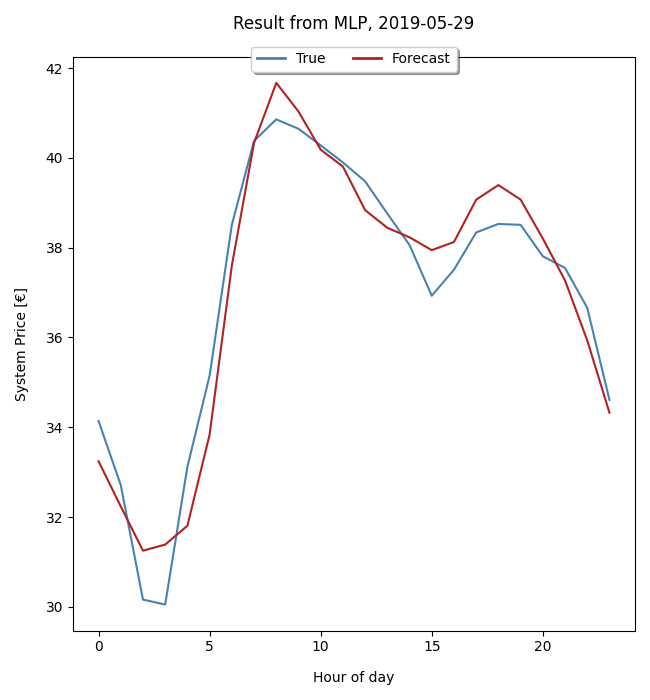 Result from MLP, 2019-05-29
True Forecast
42
40
38
36
34
32
30
System Price [€]
0 5 10 15 20
Hour of day